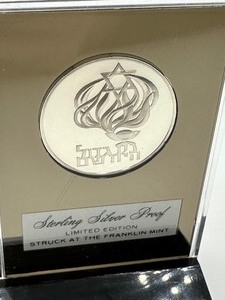 Sterling Silver Proof
LIMITED EDITION
STRUCK AT THE FRANKLIN MINT